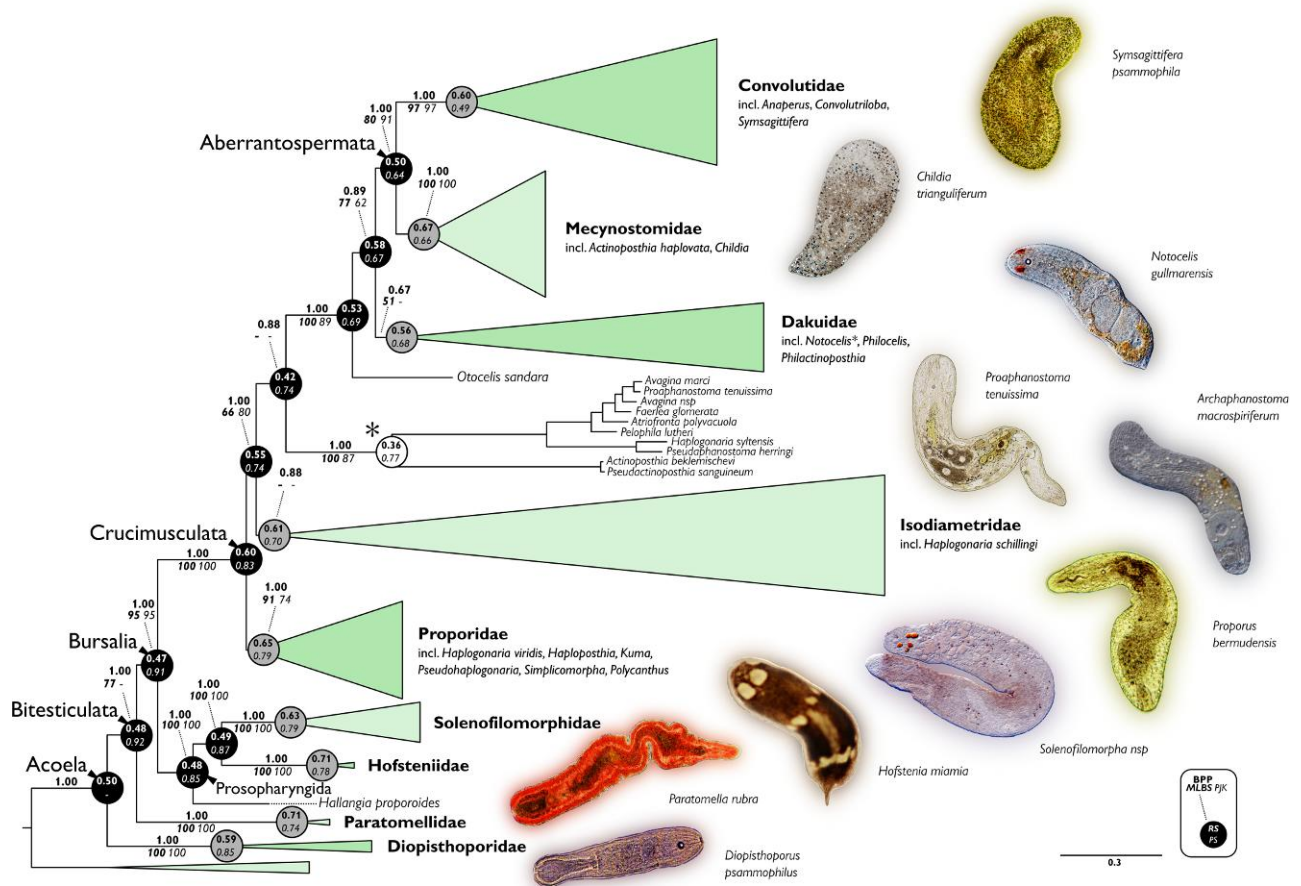 Symsagittifera
psammophila
Convolutidae
incl. Anaperus, Convolutriloba,
Symsagittifera
1.00
97 97
0.60
0.49
1.00
80 91
Aberrantospermata
0.50
0.64
1.00
100 100
Childia
trianguliferum
0.89
77 62
Mecynostomidae
incl. Actinoposthia haplovata, Childia
0.67
0.66
0.58
0.67
Notocelis
gullmarensis
0.67
51 -
1.00
100 89
0.53
0.69
0.56
0.68
Dakuidae
incl. Notocelis*, Philocelis,
Philactinoposthia
0.88
- -
0.42
0.74
Otocelis sandara
Avagina marci
Proaphanostoma tenuissima
Avagina nsp
Faerlea glomerata
Atriofronta polyvacuola
Pelophila lutheri
Haplogonaria syltensis
Pseudaphanostoma herringi
Actinoposthia beklemischevi
Pseudactinoposthia sanguineum
Proaphanostoma
tenuissima
Archaphanostoma
macrospiriferum
1.00
66 80
*
1.00
100 87
0.36
0.77
0.55
0.74
0.88
- -
0.61
0.70
Isodiametridae
incl. Haplogonaria schillingi
Crucimusculata
1.00
100 100
0.60
0.83
1.00
91 74
1.00
95 95
Proporus
bermudensis
Bursalia
0.47
0.91
0.65
0.79
Proporidae
incl. Haplogonaria viridis, Haploposthia, Kuma,
Pseudohaplogonaria, Simplicomorpha, Polycanthus
1.00
77 -
1.00
100 100
Bitesticulata
0.48
0.92
1.00
100 100
0.49
0.87
1.00
100 100
0.63
0.79
Solenofilomorphidae
Solenofilomorpha nsp
Acoela
1.00
0.50
-
0.48
0.85
Prosopharyngida
1.00
100 100
0.71
0.78
Hofsteniidae
Hofstenia miamia
Paratomella rubra
Hallangia proporoides
1.00
100 100
0.71
0.74
Paratomellidae
1.00
100 100
0.59
0.85
Diopisthoporidae
Diopisthoporus
psammophilus
0.3
BPP
MLBS PJK
RS
PS